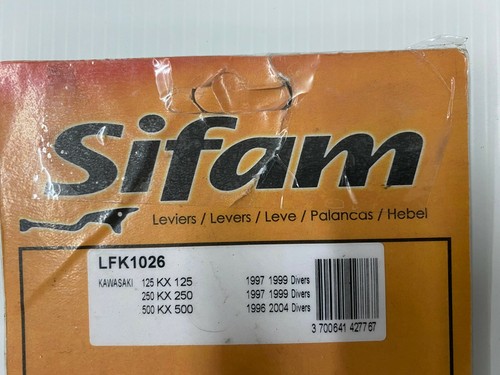 Sifam
Leviers / Levers / Leve / Palancas / Hebel
LFK1026
KAWASAKI 125 KX 125 1997 1999 Divers
250 KX 250 1997 1999 Divers
500 KX 500 1996 2004 Divers
3 700641 427767